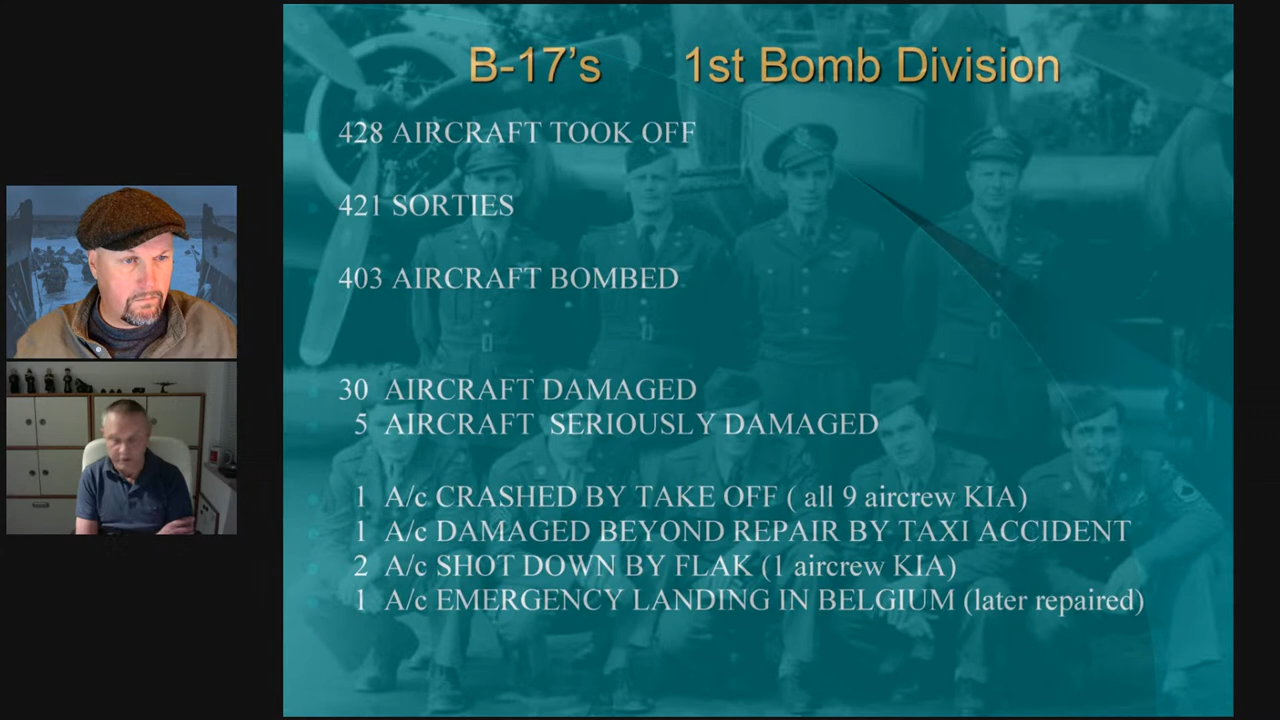 B-17's 1st Bomb Division
428 AIRCRAFT TOOK OFF
421 SORTIES
403 AIRCRAFT BOMBED
30 AIRCRAFT DAMAGED
5 AIRCRAFT SERIOUSLY DAMAGED
1 A/c CRASHED BY TAKE OFF ( all 9 aircrew KIA)
1 A/c DAMAGED BEYOND REPAIR BY TAXI ACCIDENT
2 A/c SHOT DOWN BY FLAK (1 aircrew KIA)
1 A/c EMERGENCY LANDING IN BELGIUM (later repaired)